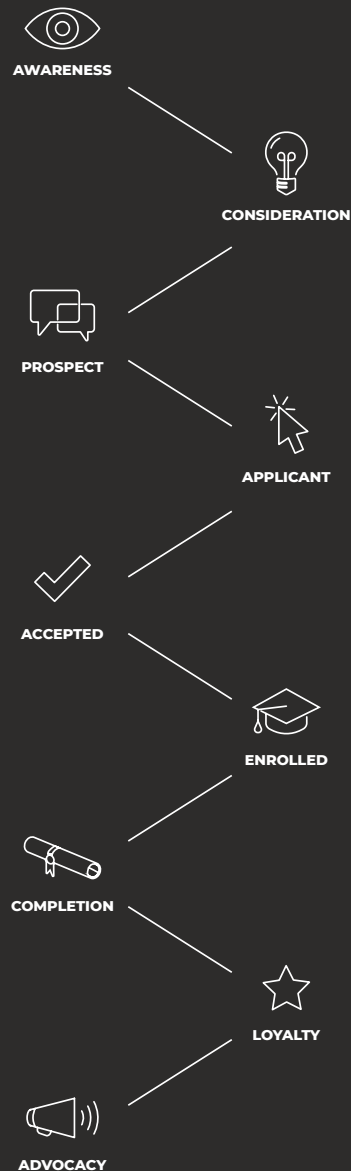 AWARENESS
CONSIDERATION
PROSPECT
APPLICANT
ACCEPTED
ENROLLED
COMPLETION
LOYALTY
ADVOCACY